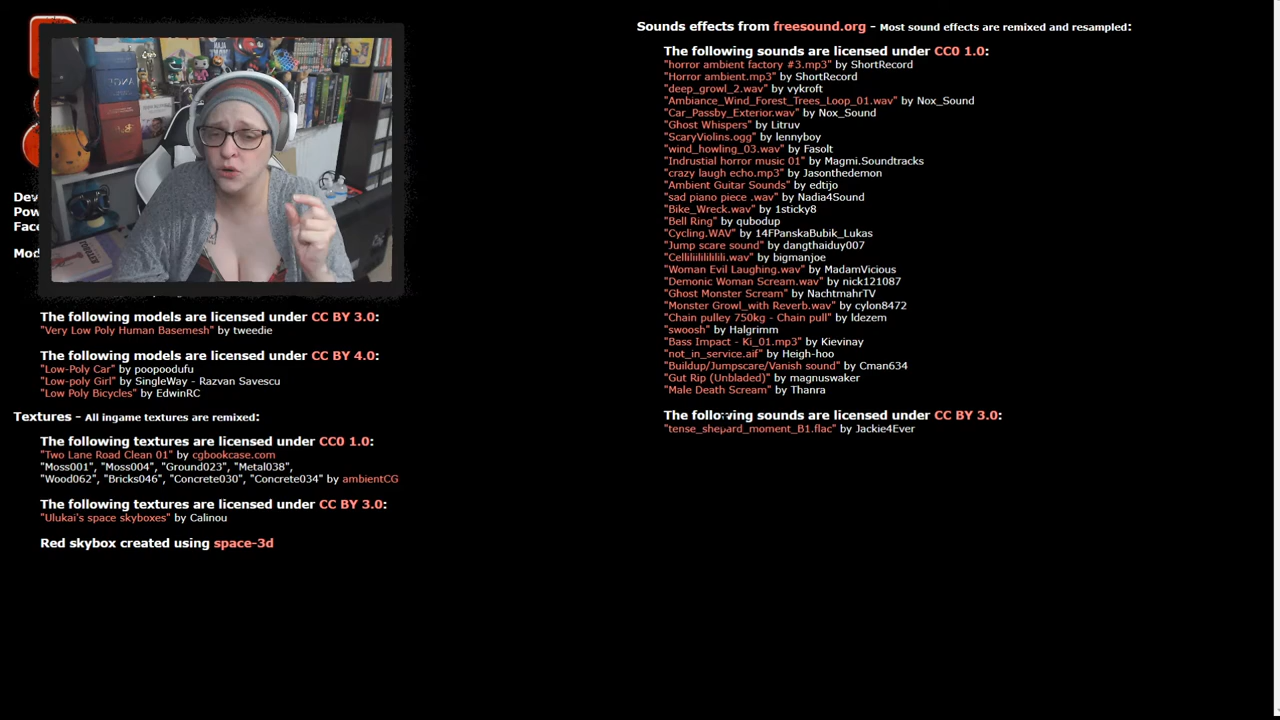 Dev
Pow
Face
Mod
The following models are licensed under CC BY 3.0:
"Very Low Poly Human Basemesh" by tweedie
The following models are licensed under CC BY 4.0:
"Low-Poly Car" by poopoodufu
"Low-poly Girl" by SingleWay - Razvan Savescu
"Low Poly Bicycles" by EdwinRC
Textures - All ingame textures are remixed:
The following textures are licensed under CC0 1.0:
"Two Lane Road Clean 01" by cgbookcase.com
"Moss001", "Moss004", "Ground023", "Metal038",
"Wood062", "Bricks046", "Concrete030", "Concrete034" by ambientCG
The following textures are licensed under CC BY 3.0:
"Ulukai's space skyboxes" by Calinou
Red skybox created using space-3d
Sounds effects from freesound.org - Most sound effects are remixed and resampled:
The following sounds are licensed under CC0 1.0:
"horror ambient factory #3.mp3" by ShortRecord
"Horror ambient.mp3" by ShortRecord
"deep_growl_2.wav" by vykroft
"Ambiance_Wind_Forest_Trees_Loop_01.wav" by Nox_Sound
"Car_Passby_Exterior.wav" by Nox_Sound
"Ghost Whispers" by Litruv
"ScaryViolins.ogg" by lennyboy
"wind_howling_03.wav" by Fasolt
"Indrustial horror music 01" by Magmi.Soundtracks
"crazy laugh echo.mp3" by Jasonthedemon
"Ambient Guitar Sounds" by edtijo
"sad piano piece .wav" by Nadia4Sound
"Bike_Wreck.wav" by 1sticky8
"Bell Ring" by qubodup
"Cycling.WAV" by 14FPanskaBubik_Lukas
"Jump scare sound" by dangthaiduy007
"Celliiliililili.wav" by bigmanjoe
"Woman Evil Laughing.wav" by MadamVicious
"Demonic Woman Scream.wav" by nick121087
"Ghost Monster Scream" by NachtmahrTV
"Monster Growl_with Reverb.wav" by cylon8472
"Chain pulley 750kg - Chain pull" by ldezem
"swoosh" by Halgrimm
"Bass Impact - Ki_01.mp3" by Kievinay
"not_in_service.aif" by Heigh-hoo
"Buildup/Jumpscare/Vanish sound" by Cman634
"Gut Rip (Unbladed)" by magnuswaker
"Male Death Scream" by Thanra
The following sounds are licensed under CC BY 3.0:
"tense_shepard_moment_B1.flac" by Jackie4Ever